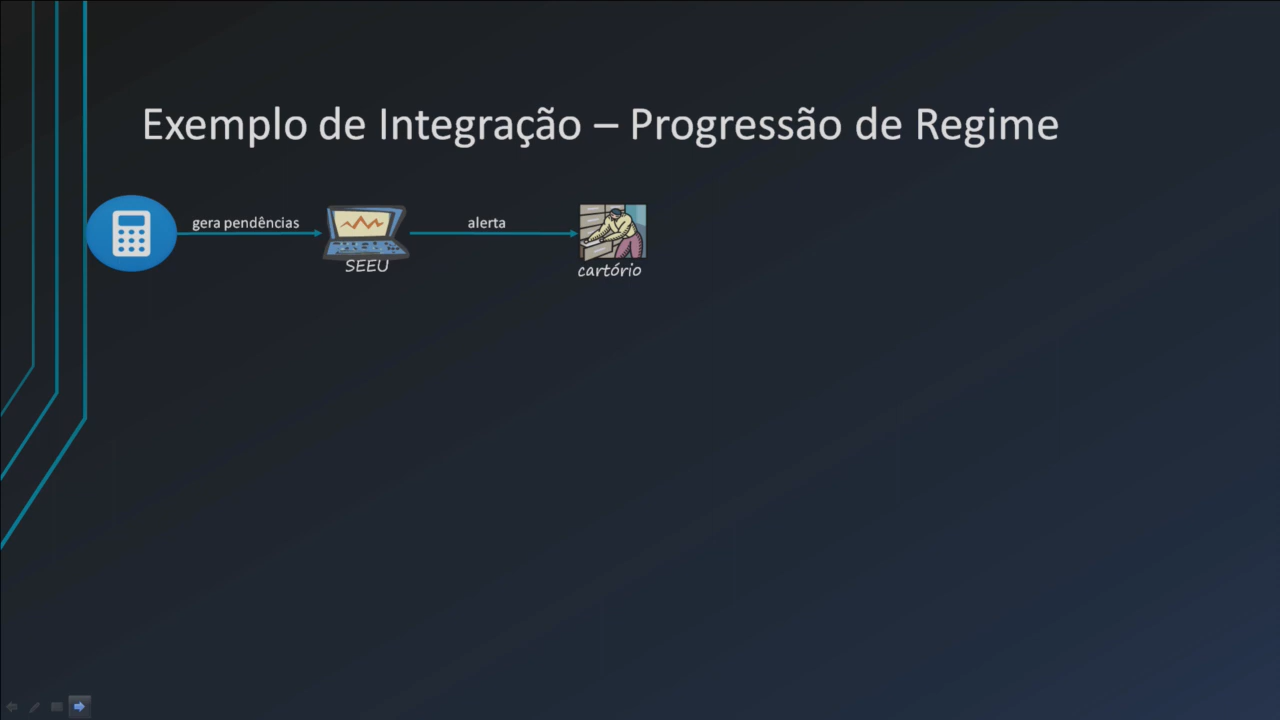 Exemplo de Integração – Progressão de Regime
gera pendências
alerta
SEEU
cartório